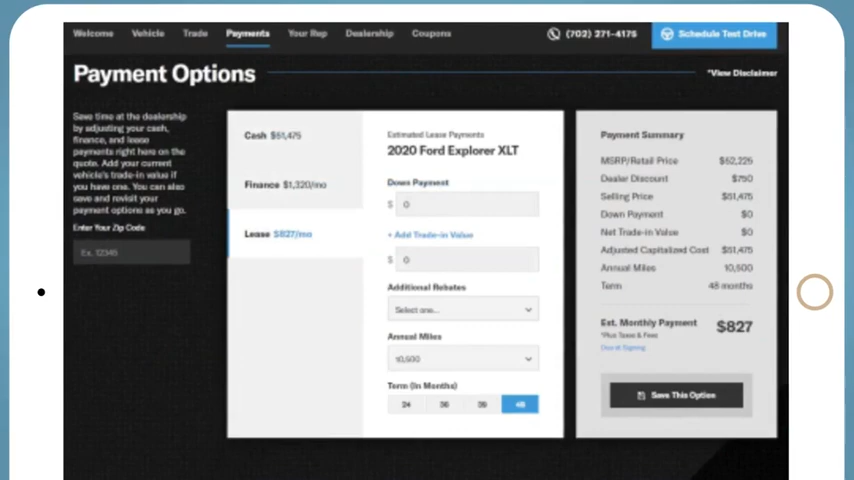 Welcome Vehicle Trade Payments Your Rep Dealership Coupons (702) 271-4175 Schedule Test Drive
Payment Options
*View Disclaimer
Save time at the dealership
by adjusting your cash,
finance, and lease
payments right here on the
quote. Add your current
vehicle's trade-in value if
you have one. You can also
save and revisit your
payment options as you go.
Enter Your Zip Code
Ex. 12345
Cash $51,475
Finance $1,320/mo
Lease $827/mo
Estimated Lease Payments
2020 Ford Explorer XLT
Down Payment
$ 0
+ Add Trade-in Value
$ 0
Additional Rebates
Select one...
Annual Miles
10,500
Term (In Months)
24 36 39 48
Payment Summary
MSRP/Retail Price $52,225
Dealer Discount $750
Selling Price $51,475
Down Payment $0
Net Trade-in Value $0
Adjusted Capitalized Cost $51,475
Annual Miles 10,500
Term 48 months
Est. Monthly Payment $827
*Plus Taxes & Fees
Due at Signing
Save This Option